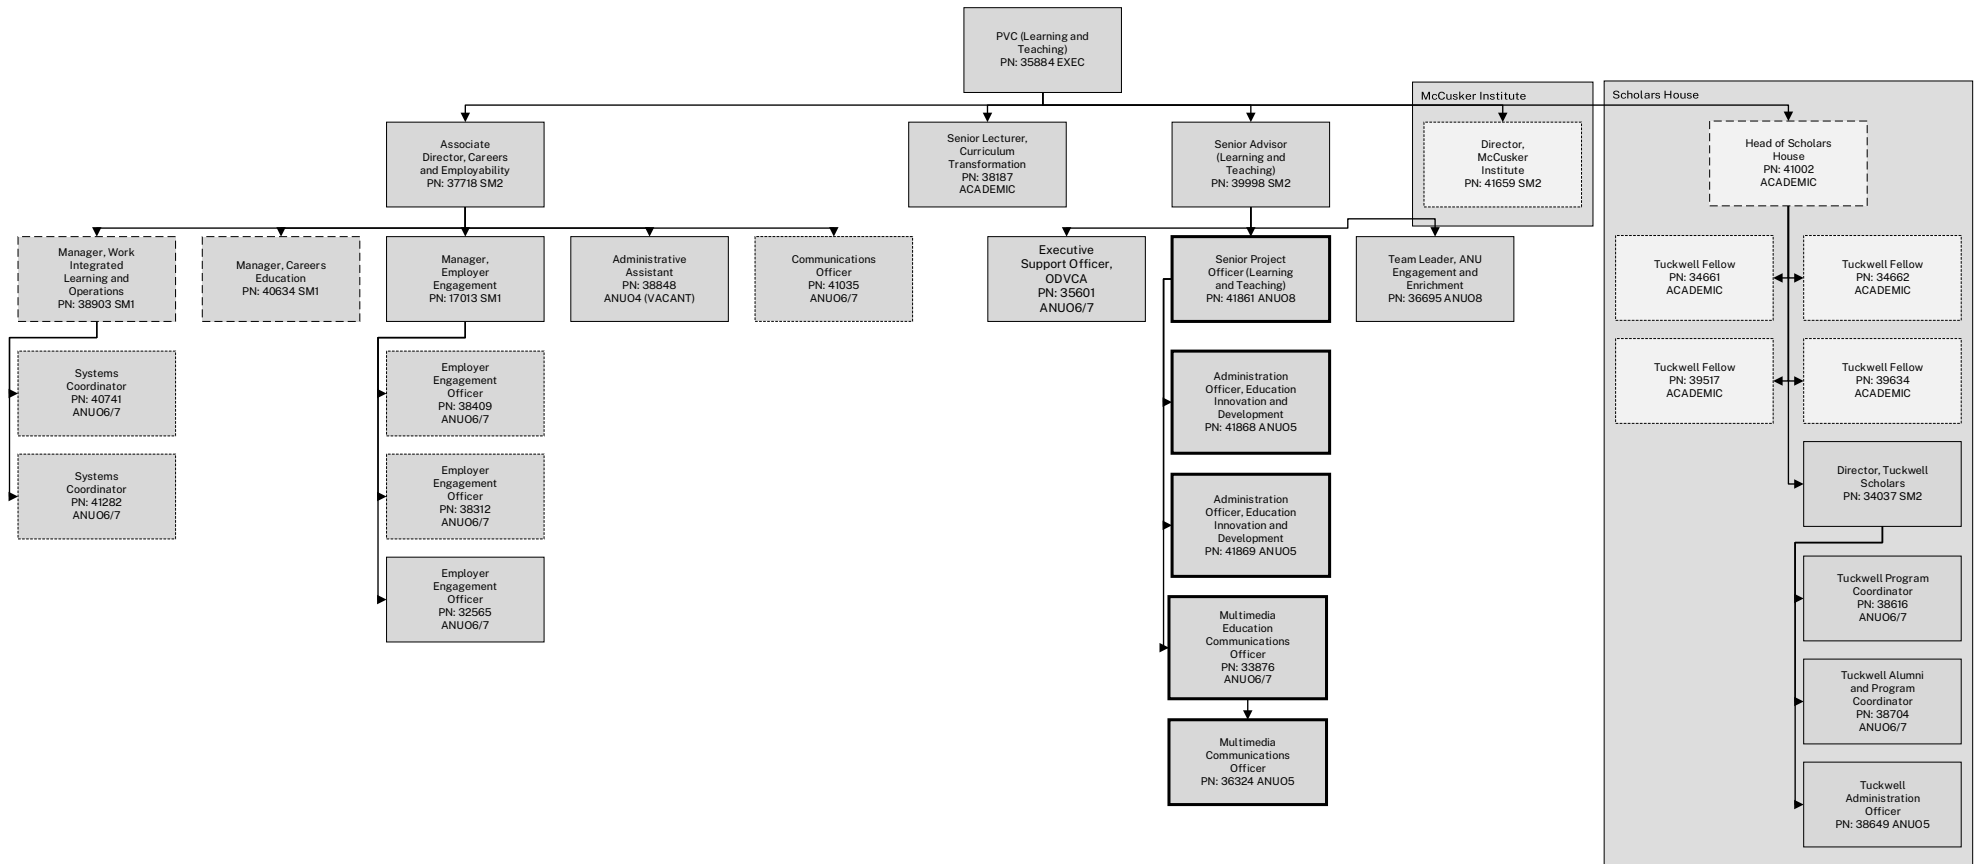 PVC (Learning and
Teaching)
PN: 35884 EXEC
McCusker Institute
Scholars House
Associate
Director, Careers
and Employability
PN: 37718 SM2
Senior Lecturer,
Curriculum
Transformation
PN: 38187
ACADEMIC
Senior Advisor
(Learning and
Teaching)
PN: 39998 SM2
Director,
McCusker
Institute
PN: 41659 SM2
Head of Scholars
House
PN: 41002
ACADEMIC
Manager, Work
Integrated
Learning and
Operations
PN: 38903 SM1
Manager, Careers
Education
PN: 40634 SM1
Manager,
Employer
Engagement
PN: 17013 SM1
Administrative
Assistant
PN: 38848
ANUO4 (VACANT)
Communications
Officer
PN: 41035
ANUO6/7
Executive
Support Officer,
ODVCA
PN: 35601
ANUO6/7
Senior Project
Officer (Learning
and Teaching)
PN: 41861 ANUO8
Team Leader, ANU
Engagement and
Enrichment
PN: 36695 ANUO8
Tuckwell Fellow
PN: 34661
ACADEMIC
Tuckwell Fellow
PN: 34662
ACADEMIC
Systems
Coordinator
PN: 40741
ANUO6/7
Employer
Engagement
Officer
PN: 38409
ANUO6/7
Administration
Officer, Education
Innovation and
Development
PN: 41868 ANUO5
Tuckwell Fellow
PN: 39517
ACADEMIC
Tuckwell Fellow
PN: 39634
ACADEMIC
Systems
Coordinator
PN: 41282
ANUO6/7
Employer
Engagement
Officer
PN: 38312
ANUO6/7
Administration
Officer, Education
Innovation and
Development
PN: 41869 ANUO5
Director, Tuckwell
Scholars
PN: 34037 SM2
Employer
Engagement
Officer
PN: 32565
ANUO6/7
Multimedia
Education
Communications
Officer
PN: 33876
ANUO6/7
Tuckwell Program
Coordinator
PN: 38616
ANUO6/7
Multimedia
Communications
Officer
PN: 36324 ANUO5
Tuckwell Alumni
and Program
Coordinator
PN: 38704
ANUO6/7
Tuckwell
Administration
Officer
PN: 38649 ANUO5